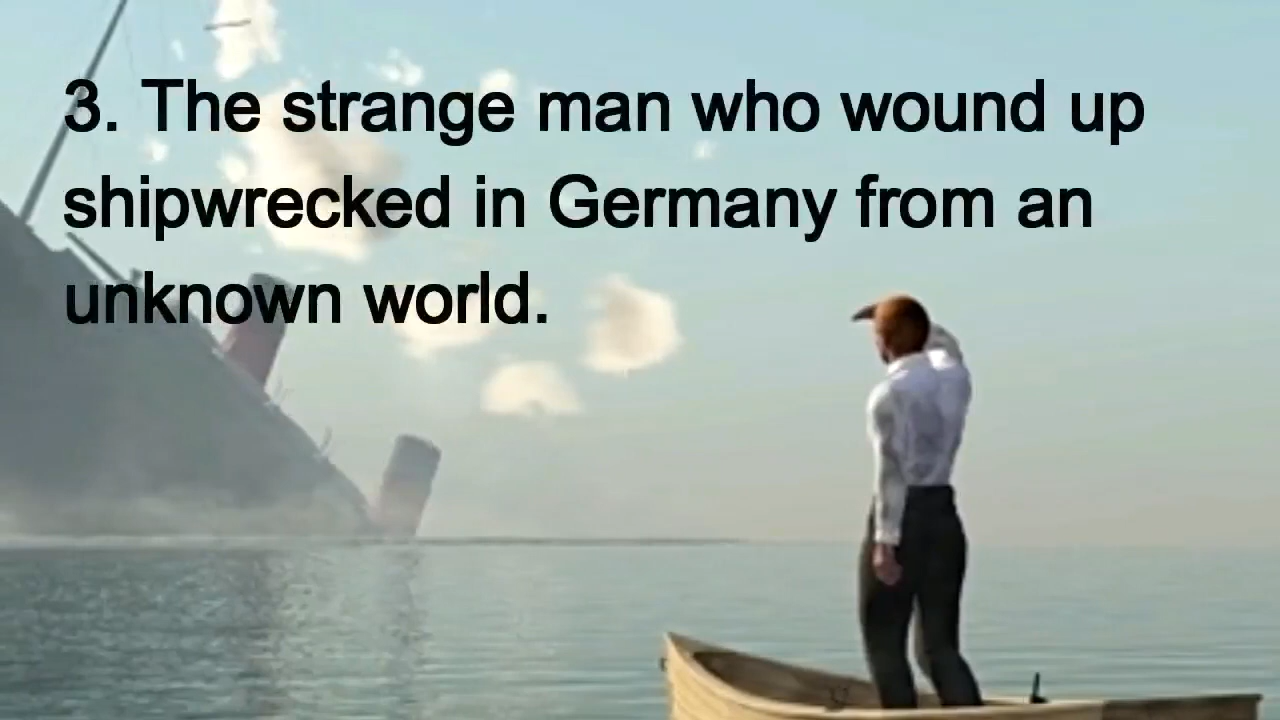 3. The strange man who wound up
shipwrecked in Germany from an
unknown world.